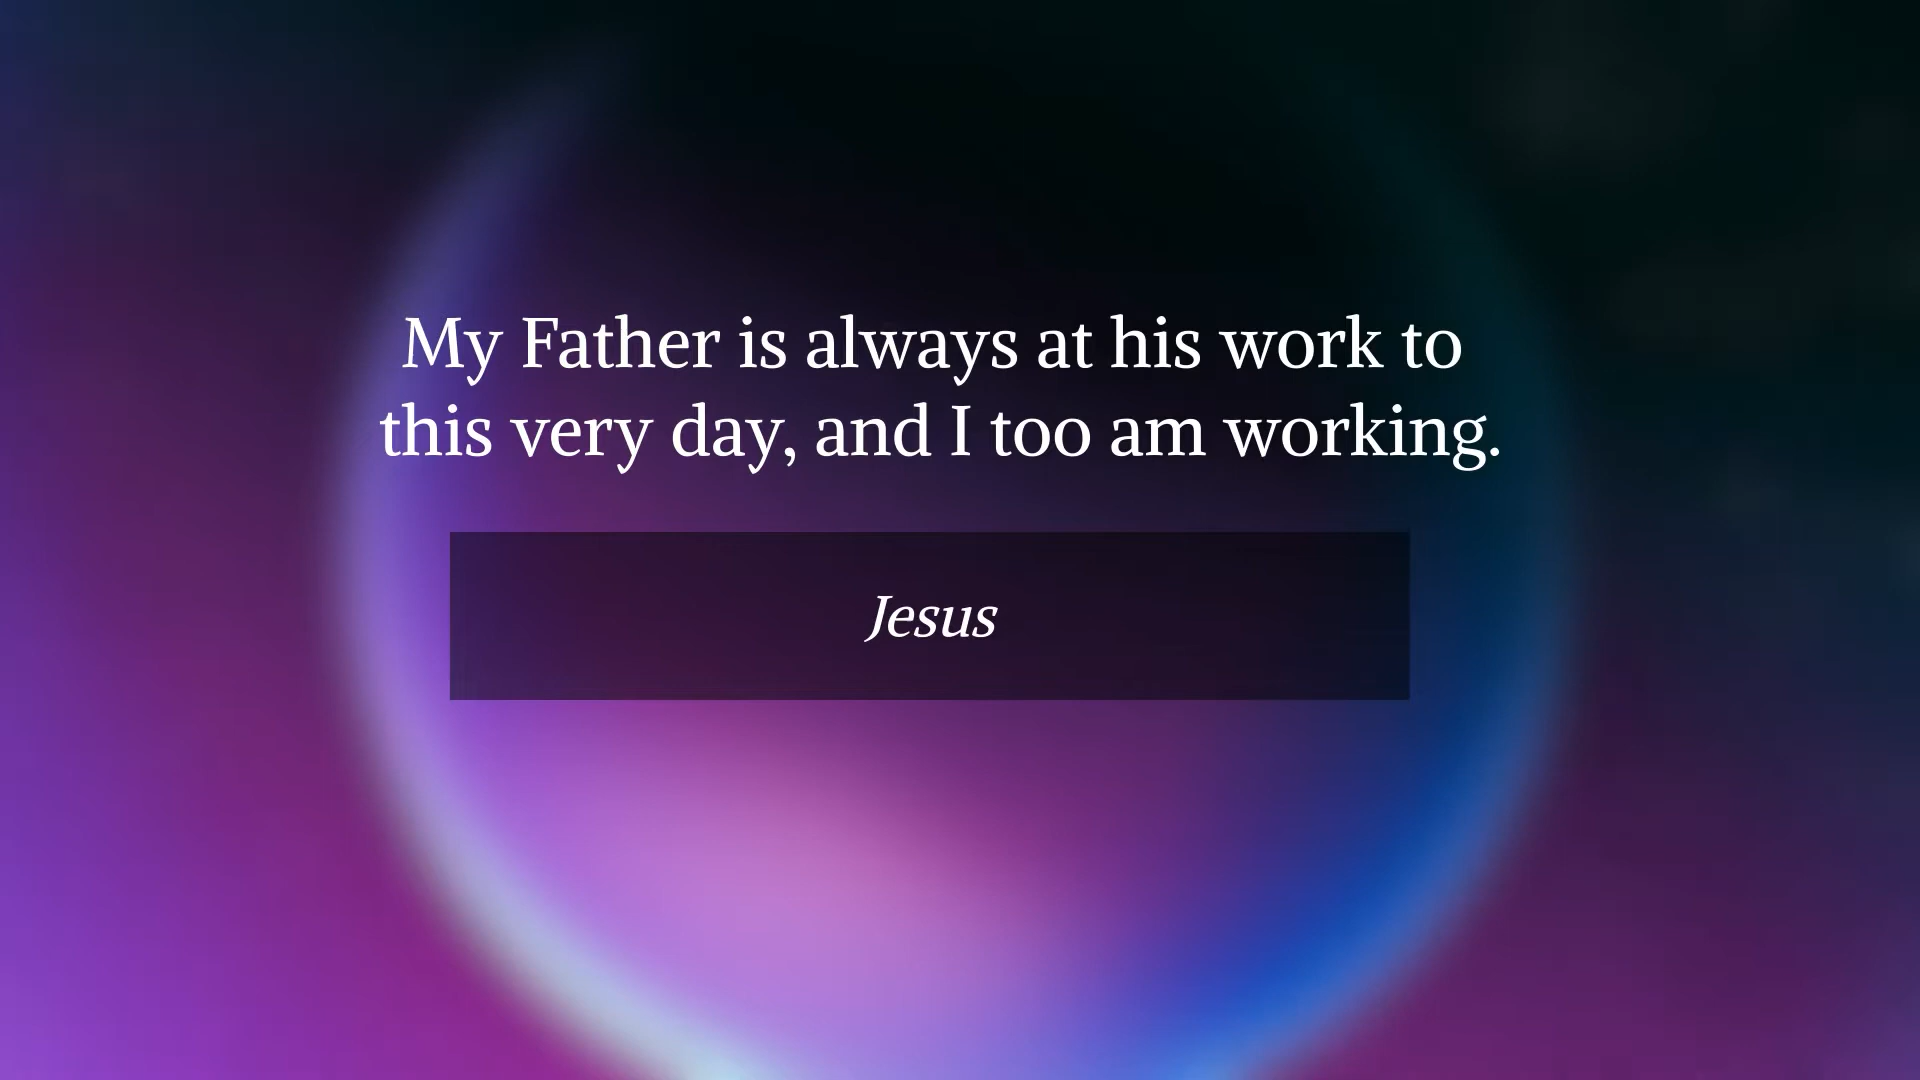 My Father is always at his work to
this very day, and I too am working.
Jesus